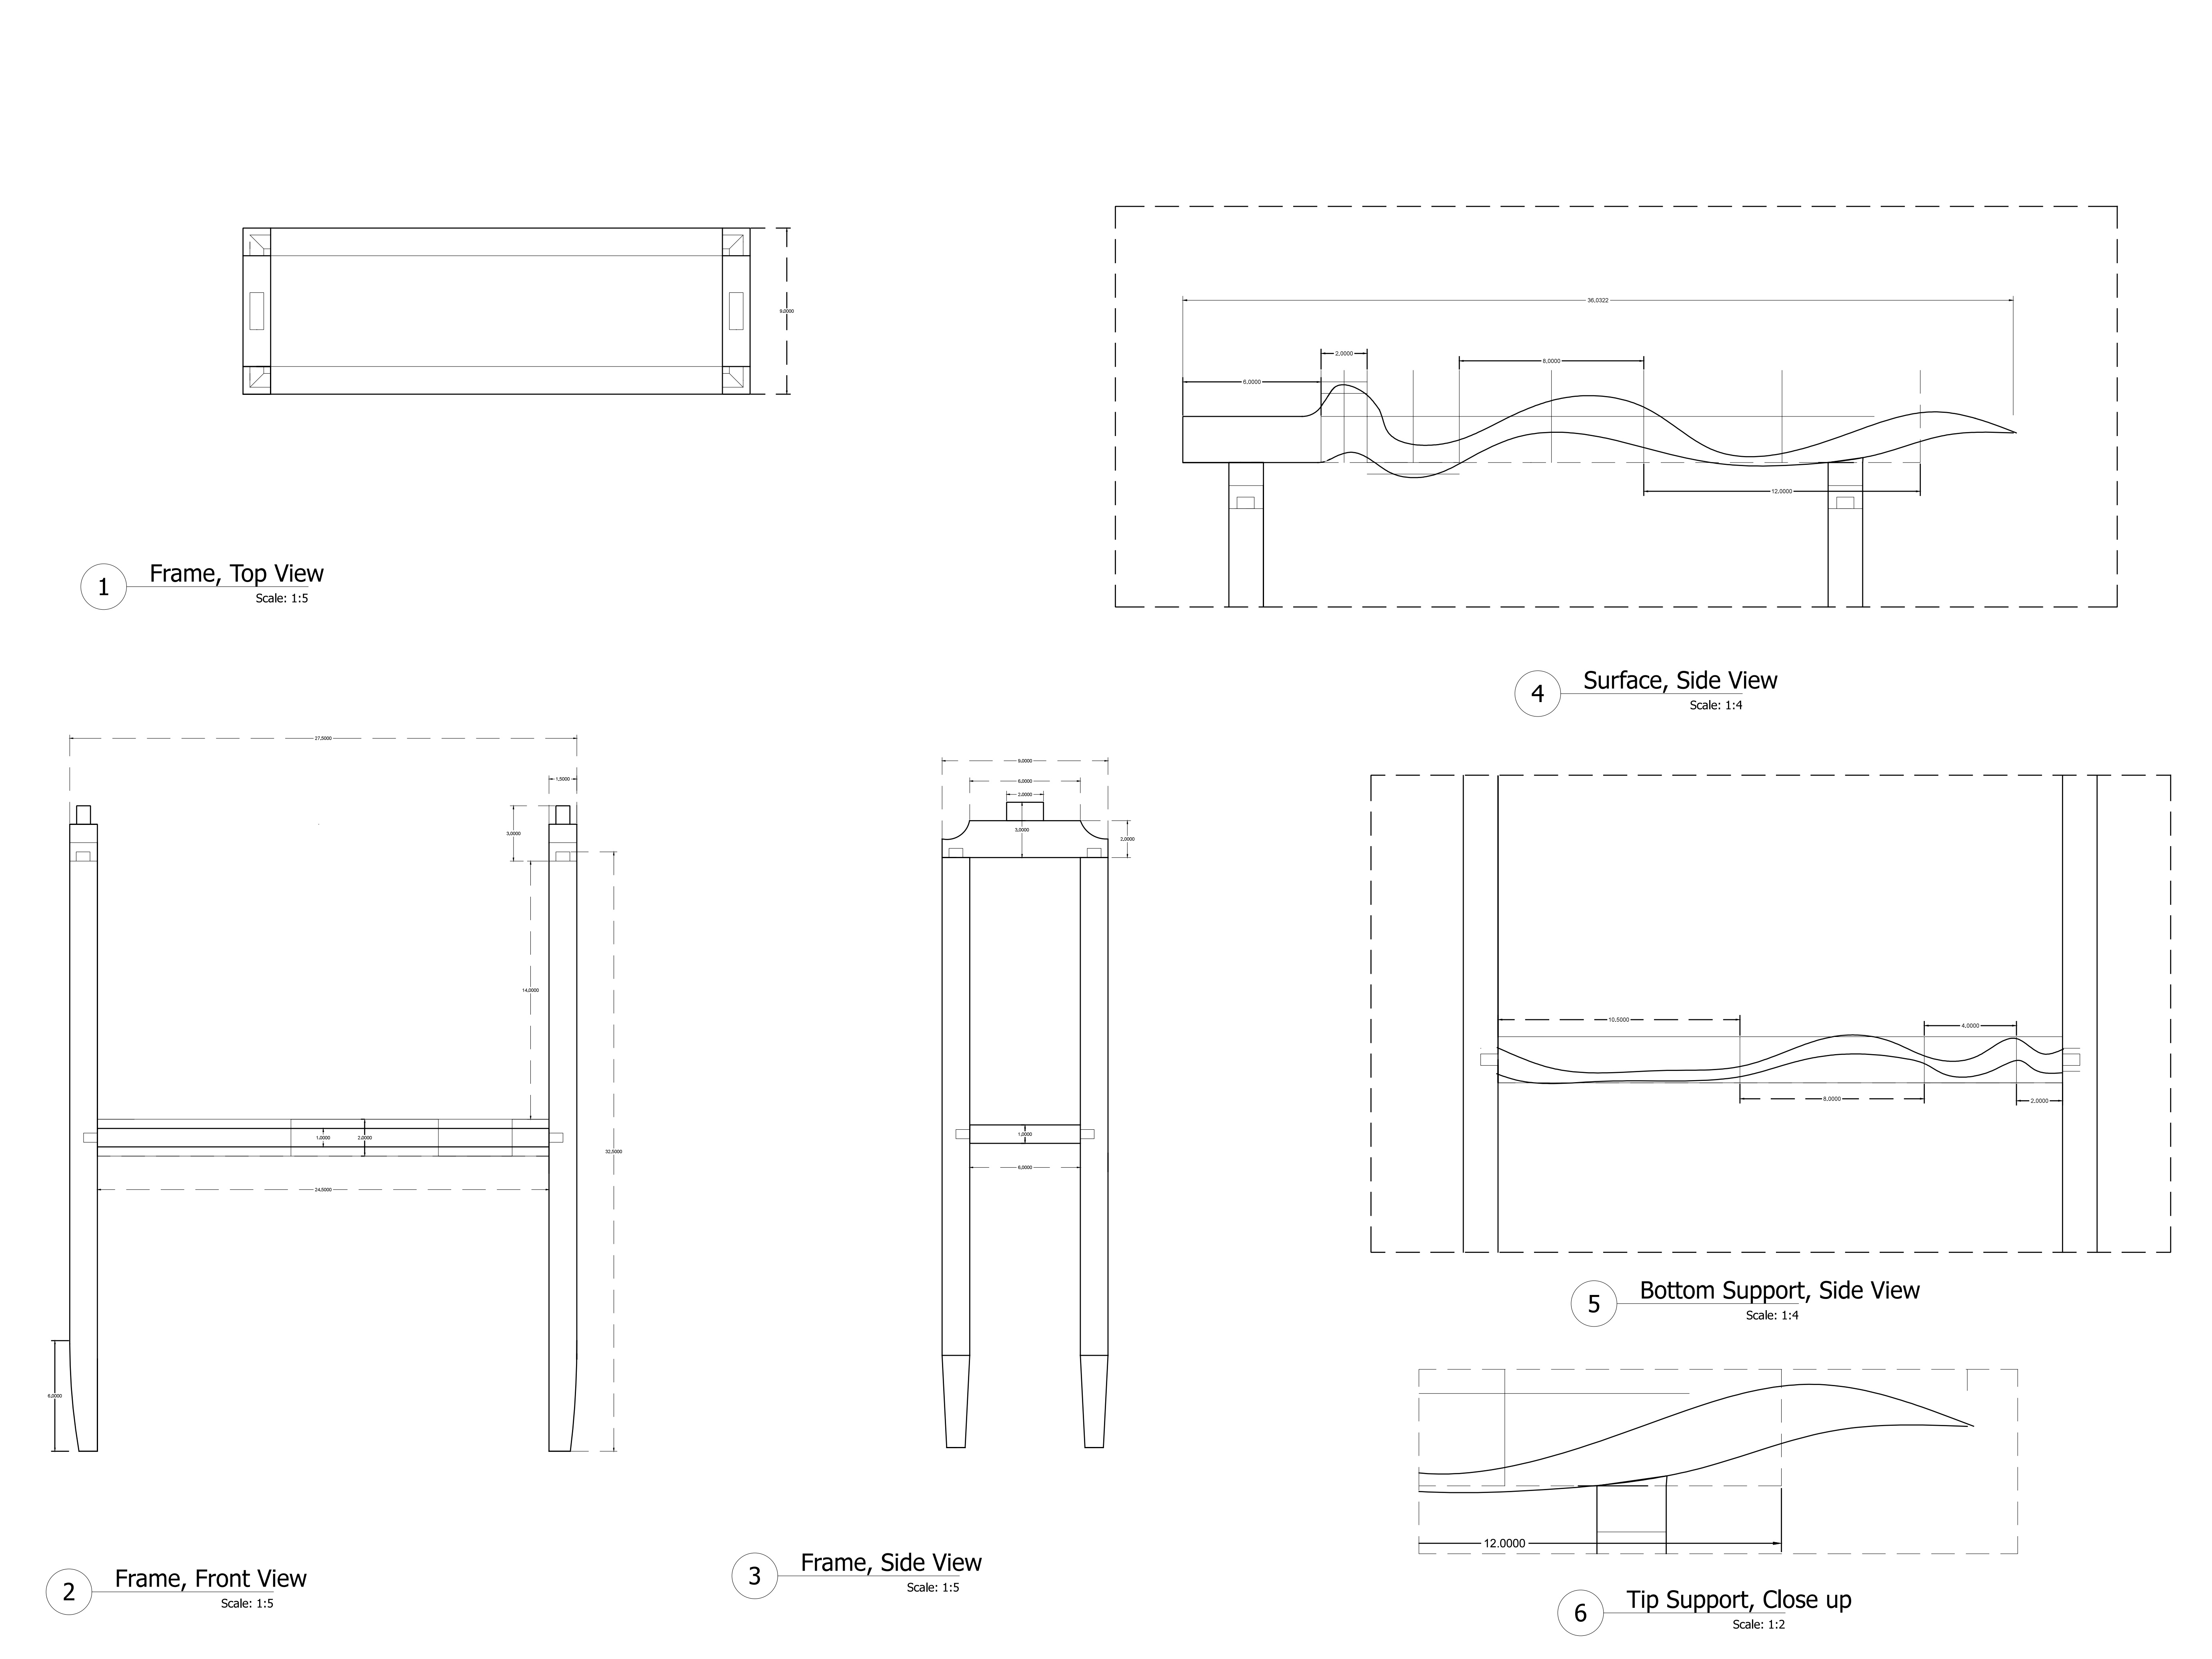 9,0000
1
Frame, Top View
Scale: 1:5
36,0322
2,0000
8,0000
6,0000
12,0000
4
Surface, Side View
Scale: 1:4
27,5000
1,5000
3,0000
14,0000
1,0000
2,0000
32,5000
24,5000
6,0000
2
Frame, Front View
Scale: 1:5
9,0000
6,0000
2,0000
3,0000
2,0000
1,0000
6,0000
3
Frame, Side View
Scale: 1:5
10,5000
4,0000
8,0000
2,0000
5
Bottom Support, Side View
Scale: 1:4
12.0000
6
Tip Support, Close up
Scale: 1:2